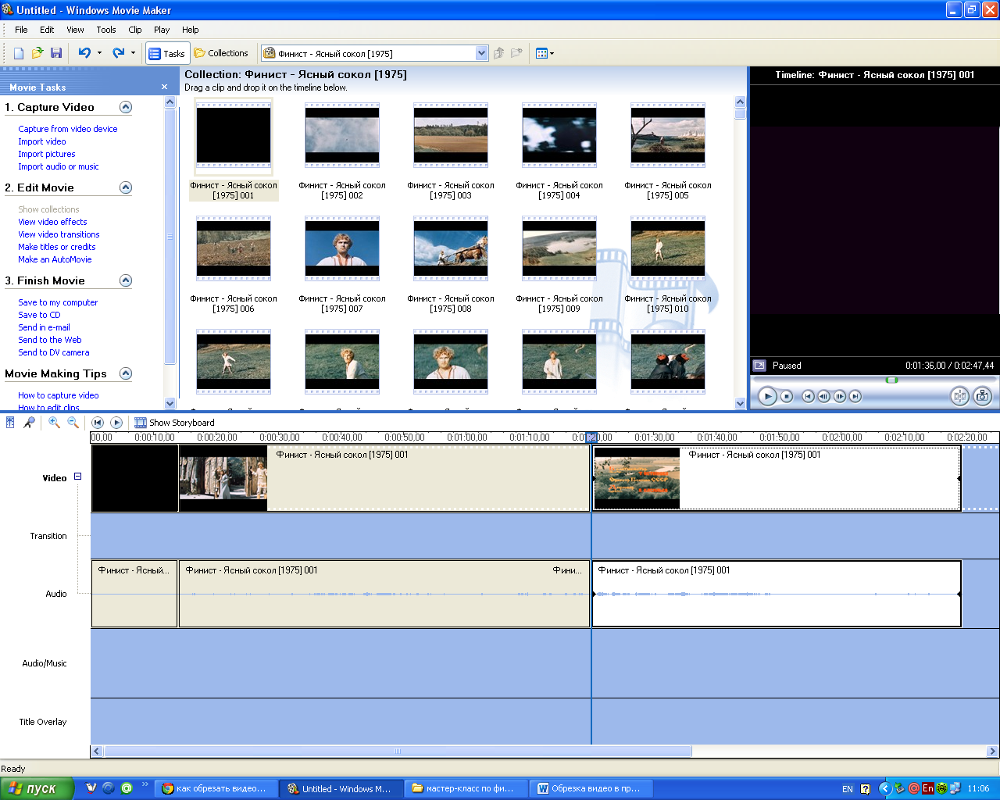 Untitled - Windows Movie Maker
File Edit View Tools Clip Play Help
Tasks Collections Финист - Ясный сокол [1975]
Movie Tasks
1. Capture Video
Capture from video device
Import video
Import pictures
Import audio or music
2. Edit Movie
Show collections
View video effects
View video transitions
Make titles or credits
Make an AutoMovie
3. Finish Movie
Save to my computer
Save to CD
Send in e-mail
Send to the Web
Send to DV camera
Movie Making Tips
How to capture video
How to edit clips
Collection: Финист - Ясный сокол [1975]
Drag a clip and drop it on the timeline below.
Финист - Ясный сокол [1975] 001
Финист - Ясный сокол [1975] 002
Финист - Ясный сокол [1975] 003
Финист - Ясный сокол [1975] 004
Финист - Ясный сокол [1975] 005
Финист - Ясный сокол [1975] 006
Финист - Ясный сокол [1975] 007
Финист - Ясный сокол [1975] 008
Финист - Ясный сокол [1975] 009
Финист - Ясный сокол [1975] 010
Timeline: Финист - Ясный сокол [1975] 001
Paused 0:01:36,00 / 0:02:47,44
Show Storyboard
00,00 0:00:10,00 0:00:20,00 0:00:30,00 0:00:40,00 0:00:50,00 0:01:00,00 0:01:10,00 0:01:30,00 0:01:40,00 0:01:50,00 0:02:00,00 0:02:10,00 0:02:20,00
Video Финист - Ясный сокол [1975] 001 Финист - Ясный сокол [1975] 001
СССР
Transition
Финист - Ясный... Финист - Ясный сокол [1975] 001 Фини... Финист - Ясный сокол [1975] 001
Audio
Audio/Music
Title Overlay
Ready
пуск как обрезать видео... Untitled - Windows M... мастер-класс по фи... Обрезка видео в пр... EN En 11:06